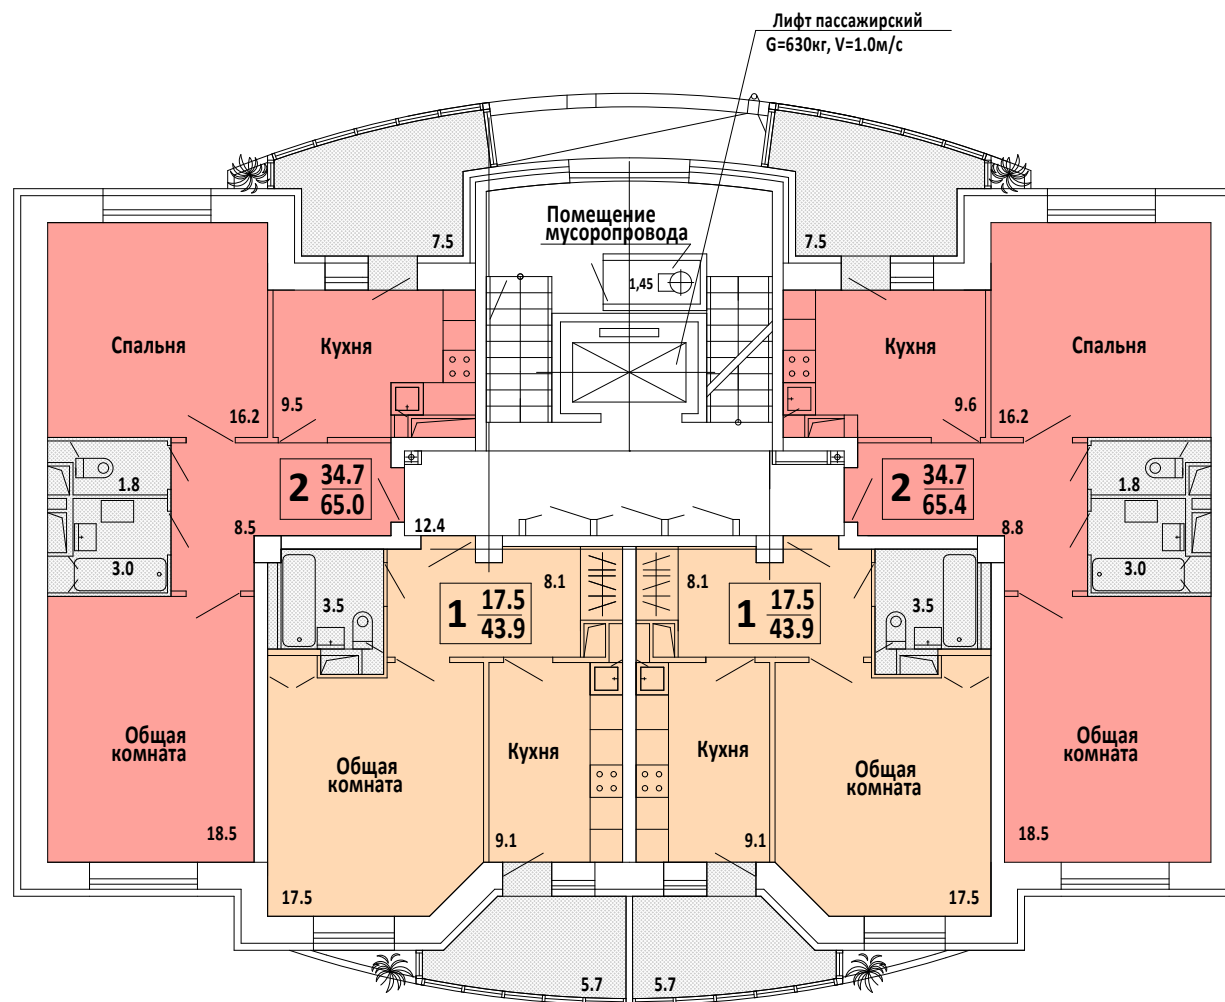 Лифт пассажирский
G=630кг, V=1.0м/с
Помещение
мусоропровода
7.5
7.5
1,45
Спальня
Кухня
Кухня
Спальня
16.2
9.5
9.6
16.2
2
34.7
65.0
2
34.7
65.4
1.8
1.8
8.5
12.4
8.8
3.0
3.0
3.5
8.1
8.1
3.5
1
17.5
43.9
1
17.5
43.9
Общая
комната
Общая
комната
Кухня
Кухня
Общая
комната
Общая
комната
18.5
9.1
9.1
18.5
17.5
17.5
5.7
5.7